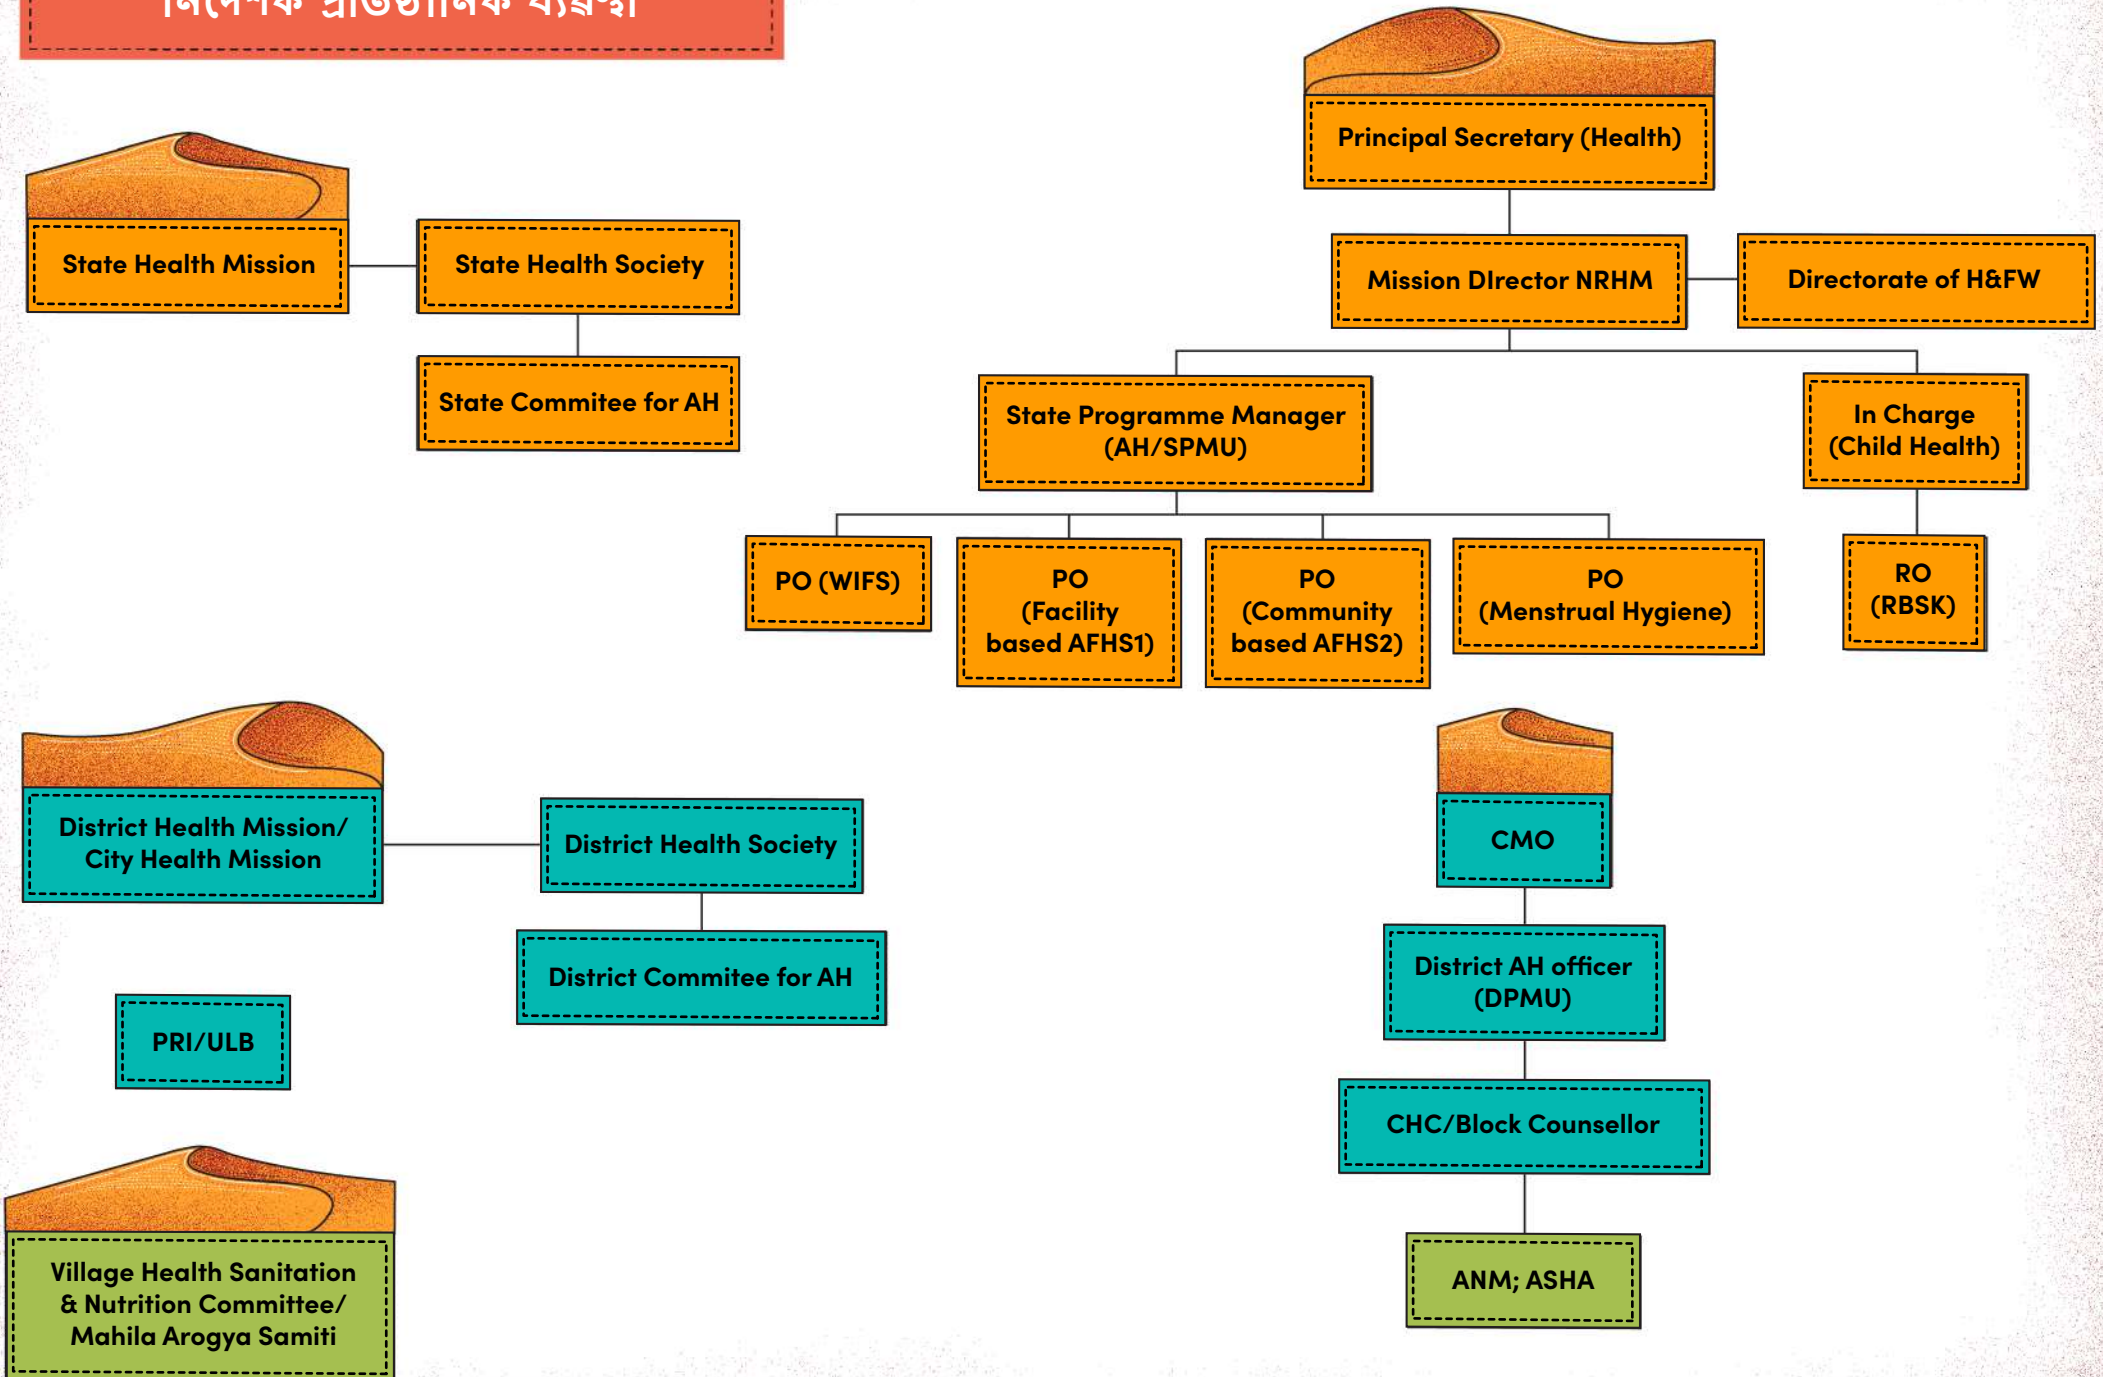 নিৰ্দেশক প্ৰাতিষ্ঠানিক ব্যৱস্থা
Principal Secretary (Health)
State Health Mission
State Health Society
Mission DIrector NRHM
Directorate of H&FW
State Commitee for AH
State Programme Manager
(AH/SPMU)
In Charge
(Child Health)
PO (WIFS)
PO
(Facility
based AFHS1)
PO
(Community
based AFHS2)
PO
(Menstrual Hygiene)
RO
(RBSK)
District Health Mission/
City Health Mission
District Health Society
CMO
District Commitee for AH
District AH officer
(DPMU)
PRI/ULB
CHC/Block Counsellor
Village Health Sanitation
& Nutrition Committee/
Mahila Arogya Samiti
ANM; ASHA